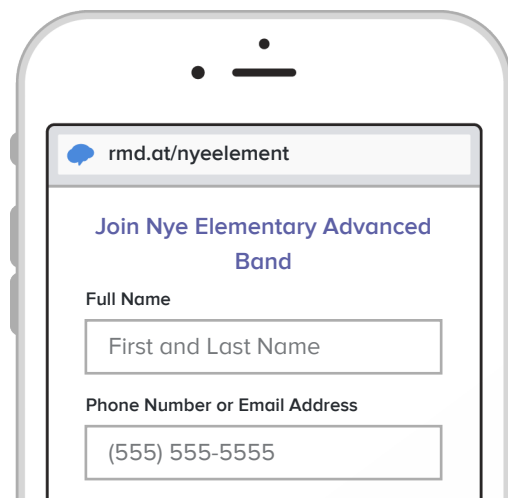 rmd.at/nyeelement
Join Nye Elementary Advanced
Band
Full Name
First and Last Name
Phone Number or Email Address
(555) 555-5555